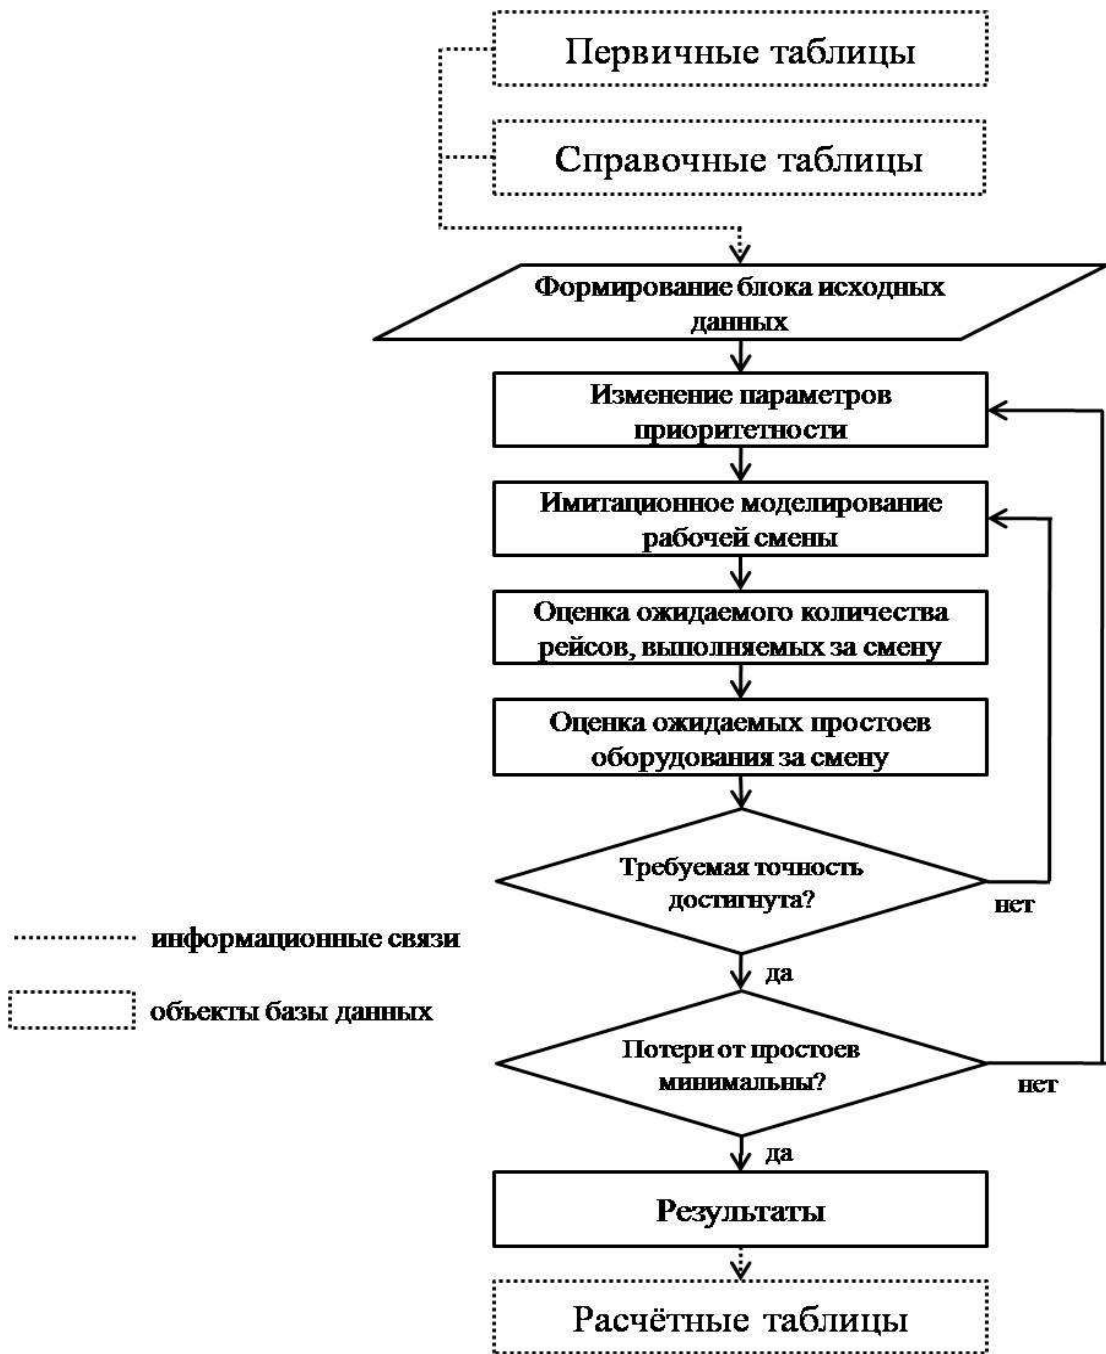 Первичные таблицы
Справочные таблицы
Формирование блока исходных
данных
Изменение параметров
приоритетности
Имитационное моделирование
рабочей смены
Оценка ожидаемого количества
рейсов, выполняемых за смену
Оценка ожидаемых простоев
оборудования за смену
Требуемая точность
достигнута?
нет
информационные связи
да
объекты базы данных
Потери от простоев
минимальны?
нет
да
Результаты
Расчётные таблицы